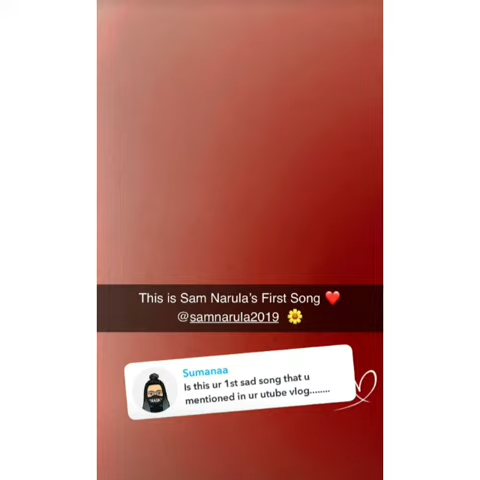 This is Sam Narula's First Song ❤️
@samnarula2019 🌼
Sumanaa
Is this ur 1st sad song that u
mentioned in ur utube vlog........